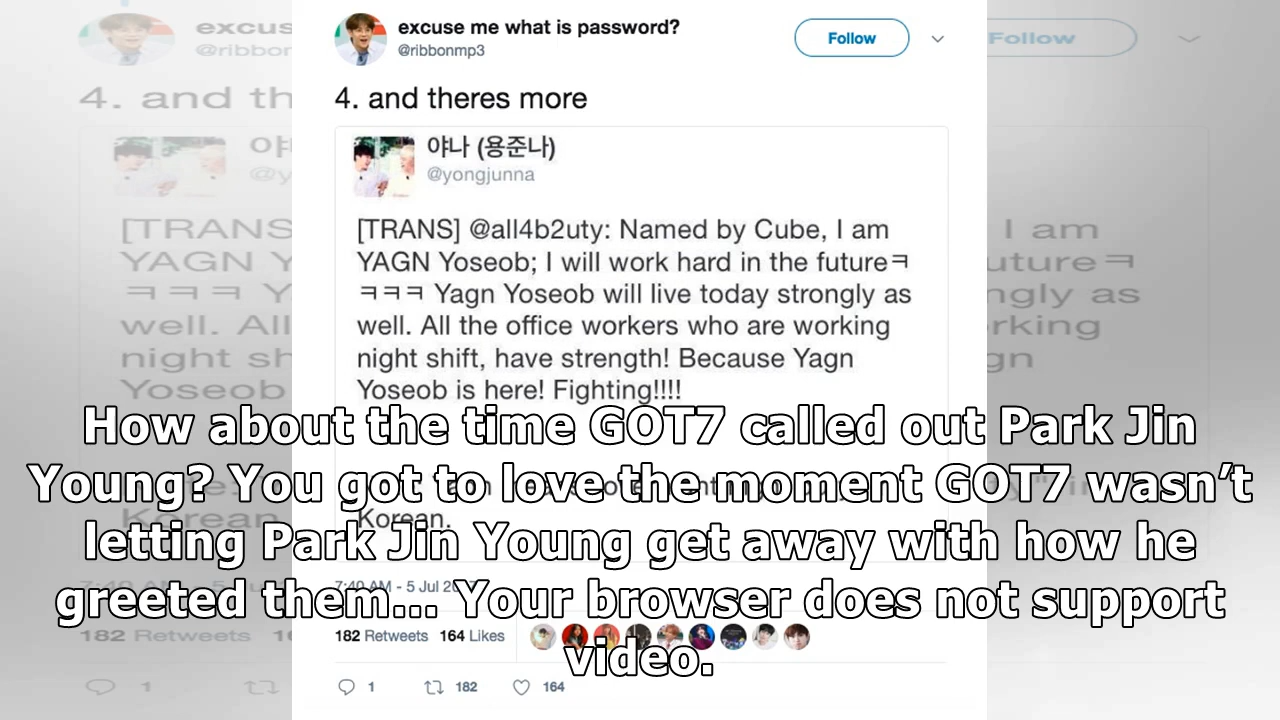 excuse me what is password?
@ribbonmp3
Follow
4. and theres more
야나 (용준나)
@yongjunna
[TRANS] @all4b2uty: Named by Cube, I am
YAGN Yoseob; I will work hard in the futureㅋ
ㅋㅋㅋ Yagn Yoseob will live today strongly as
well. All the office workers who are working
night shift, have strength! Because Yagn
Yoseob is here! Fighting!!!!
Korean.
7:40 AM - 5 Jul
182 Retweets 164 Likes
1 182 164
How about the time GOT7 called out Park Jin
Young? You got to love the moment GOT7 wasn’t
letting Park Jin Young get away with how he
greeted them... Your browser does not support
video.